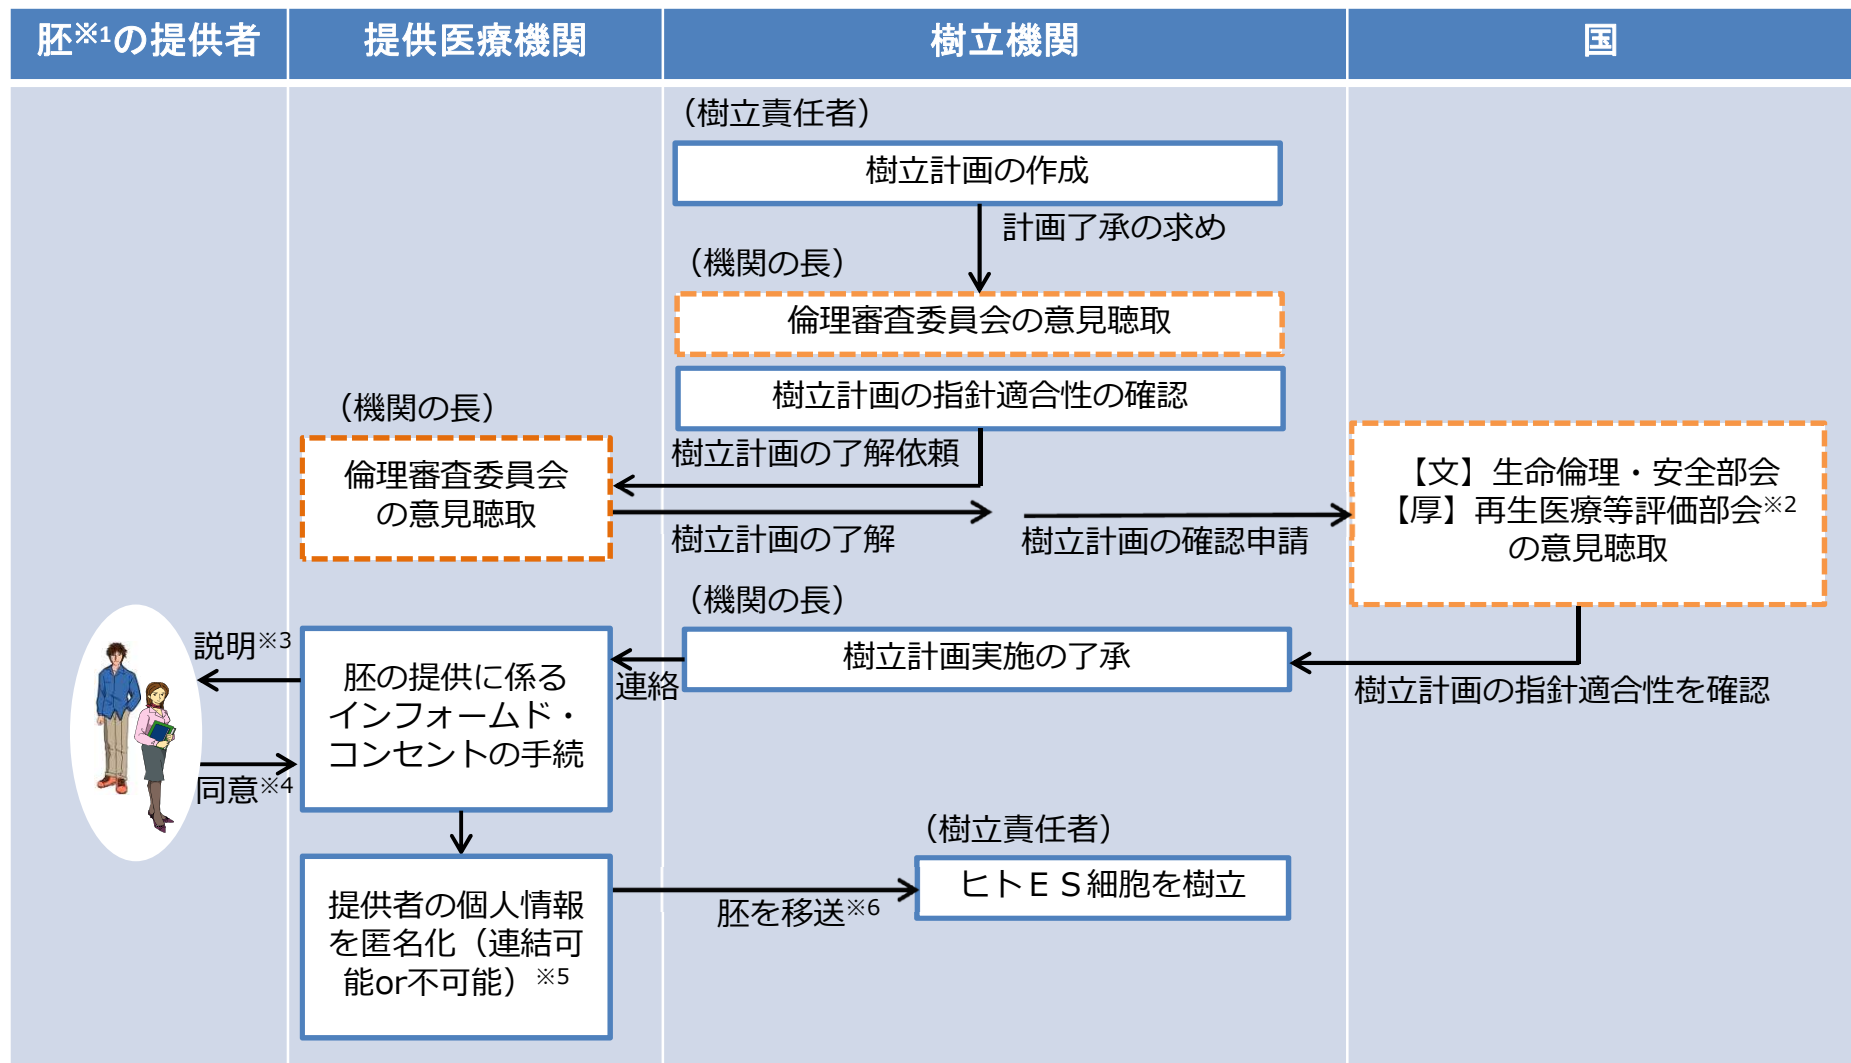 胚※1の提供者
提供医療機関
樹立機関
国
（樹立責任者）
樹立計画の作成
計画了承の求め
（機関の長）
倫理審査委員会の意見聴取
樹立計画の指針適合性の確認
樹立計画の了解依頼
（機関の長）
倫理審査委員会
の意見聴取
樹立計画の了解
樹立計画の確認申請
【文】生命倫理・安全部会
【厚】再生医療等評価部会※2
の意見聴取
樹立計画の指針適合性を確認
（機関の長）
樹立計画実施の了承
連絡
胚の提供に係る
インフォームド・
コンセントの手続
説明※3
同意※4
提供者の個人情報
を匿名化（連結可
能or不可能）※5
胚を移送※6
（樹立責任者）
ヒトＥＳ細胞を樹立